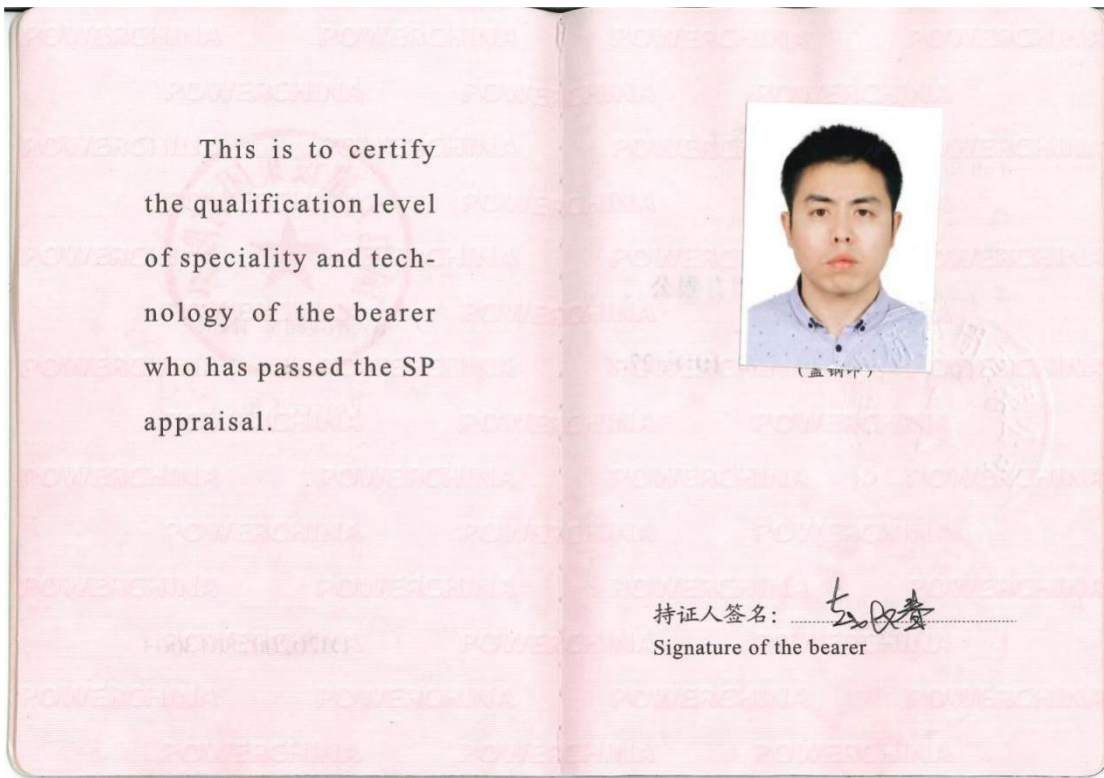 This is to certify
the qualification level
of speciality and tech-
nology of the bearer
who has passed the SP
appraisal.
POWERCHINA
持证人签名：
Signature of the bearer